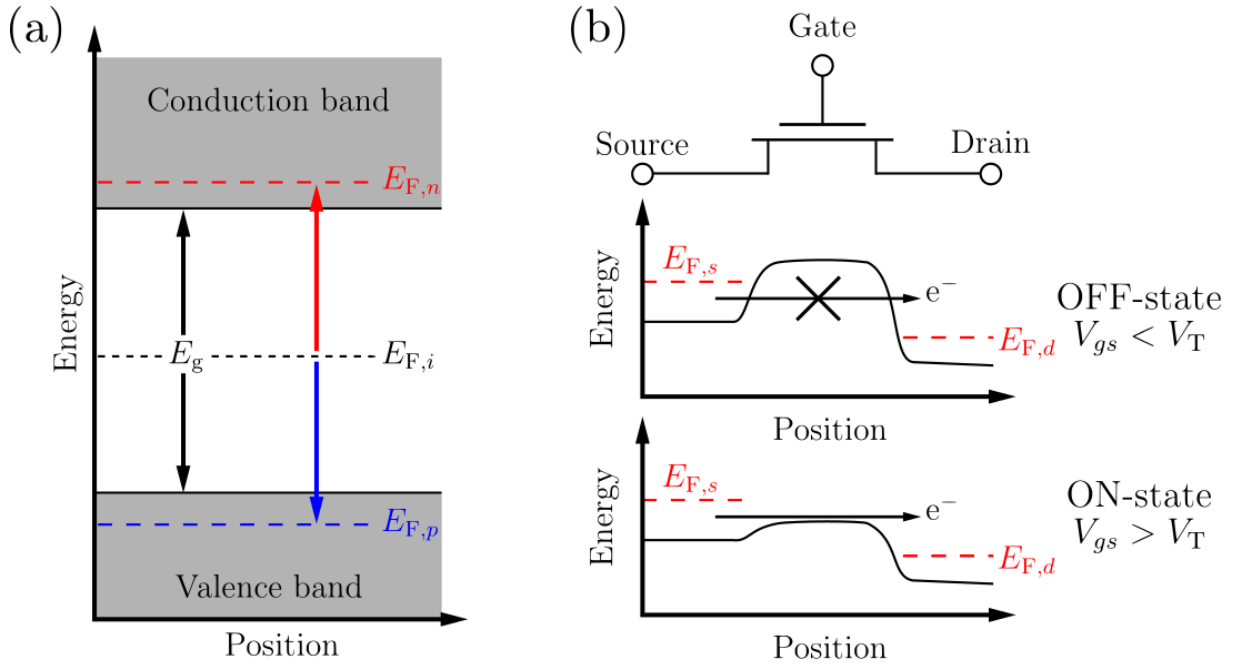 (a)
Conduction band
E_F,n
Energy
E_g
E_F,i
E_F,p
Valence band
Position
(b)
Gate
Source
Drain
Energy
E_F,s
e⁻
E_F,d
Position
OFF-state
V_gs < V_T
Energy
E_F,s
e⁻
E_F,d
Position
ON-state
V_gs > V_T